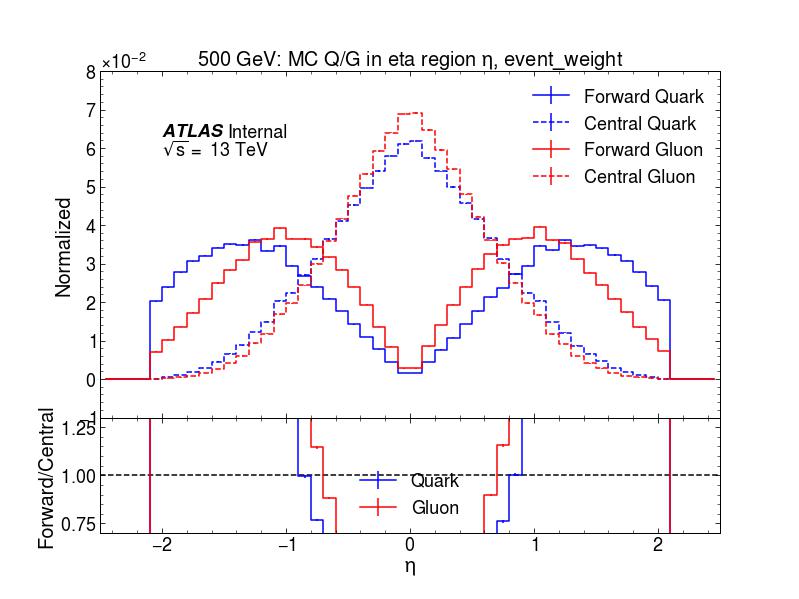 ×10⁻²
500 GeV: MC Q/G in eta region η, event_weight
8
7
6
5
4
3
2
1
0
−1
Normalized
ATLAS Internal
√s = 13 TeV
Forward Quark
Central Quark
Forward Gluon
Central Gluon
1.25
1.00
0.75
Forward/Central
Quark
Gluon
−2
−1
0
1
2
η